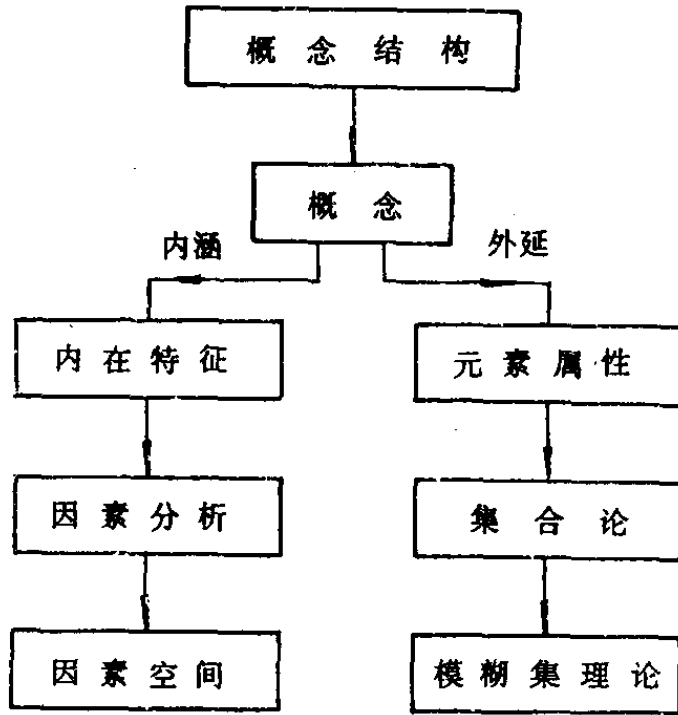 概念结构
概念
内涵
外延
内在特征
元素属性
因素分析
集合论
因素空间
模糊集理论